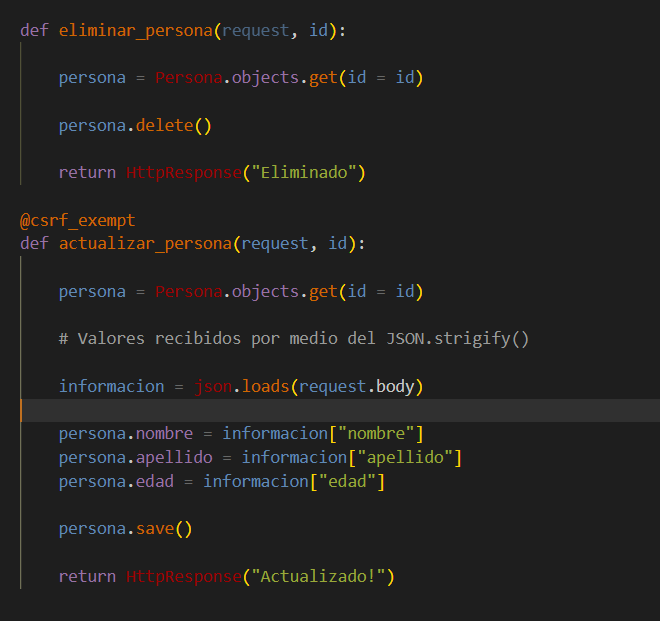 def eliminar_persona(request, id):
persona = Persona.objects.get(id = id)
persona.delete()
return HttpResponse("Eliminado")
@csrf_exempt
def actualizar_persona(request, id):
persona = Persona.objects.get(id = id)
# Valores recibidos por medio del JSON.strigify()
informacion = json.loads(request.body)
persona.nombre = informacion["nombre"]
persona.apellido = informacion["apellido"]
persona.edad = informacion["edad"]
persona.save()
return HttpResponse("Actualizado!")